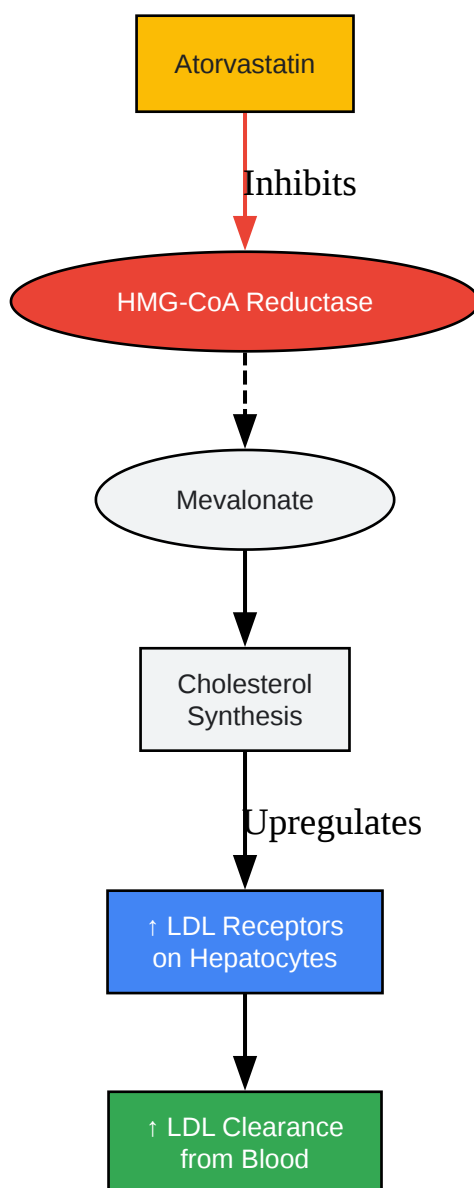 Atorvastatin
Inhibits
HMG-CoA Reductase
Mevalonate
Cholesterol
Synthesis
Upregulates
↑ LDL Receptors
on Hepatocytes
↑ LDL Clearance
from Blood